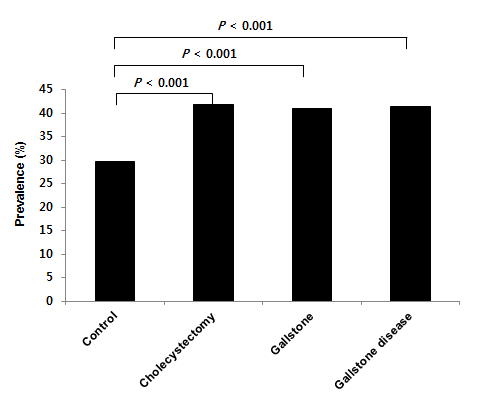 P < 0.001
P < 0.001
P < 0.001
Prevalence (%)
45
40
35
30
25
20
15
10
5
0
Control
Cholecystectomy
Gallstone
Gallstone disease